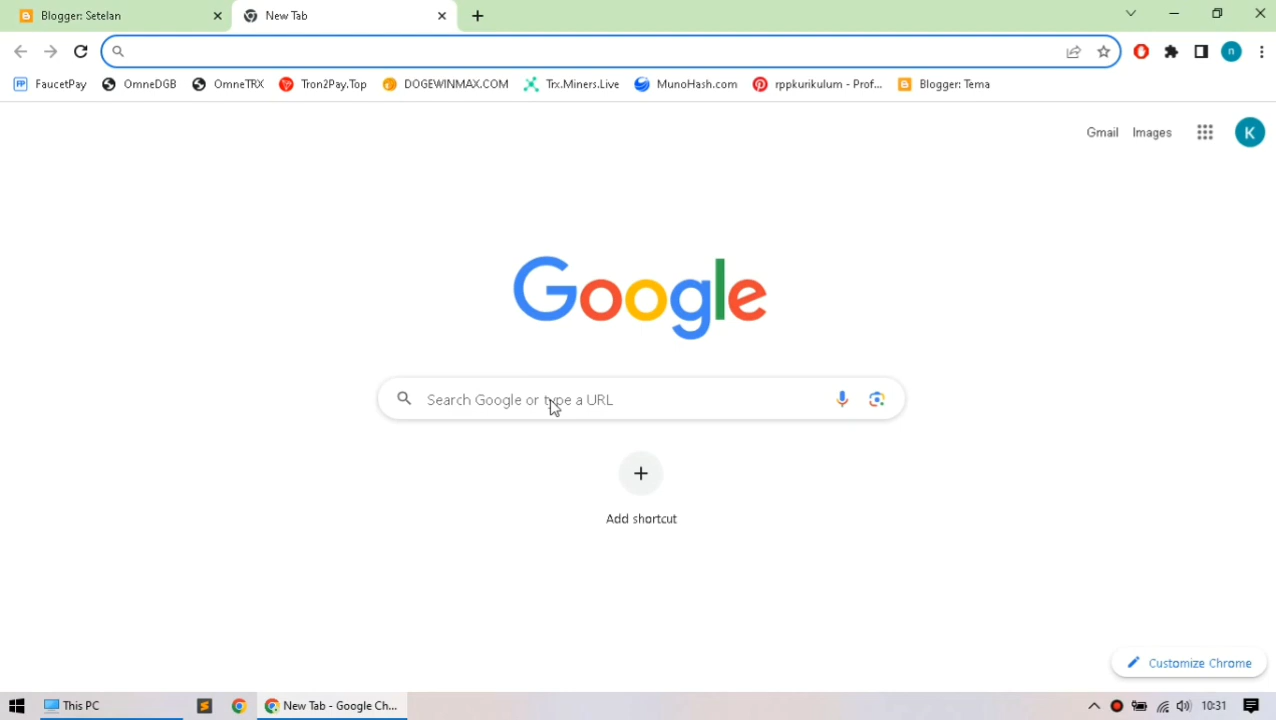 Blogger: Setelan
New Tab
FaucetPay
OmneDGB
OmneTRX
Tron2Pay.Top
DOGEWINMAX.COM
Trx.Miners.Live
MunoHash.com
rppkurikulum - Prof...
Blogger: Tema
Gmail
Images
K
n
Google
Search Google or type a URL
Add shortcut
Customize Chrome
This PC
New Tab - Google Ch...
10:31